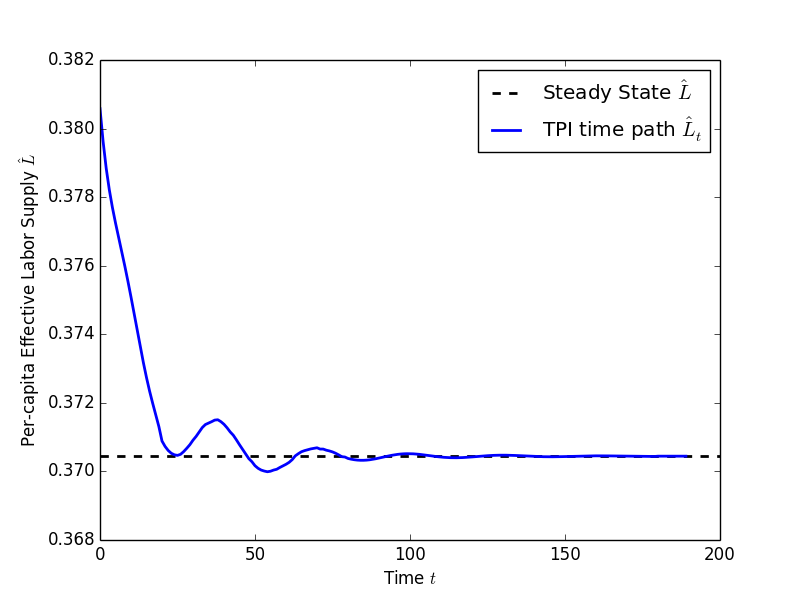 0.382
0.380
0.378
0.376
0.374
0.372
0.370
0.368
Per-capita Effective Labor Supply L̂
Steady State L̂
TPI time path L̂ₜ
0 50 100 150 200
Time t